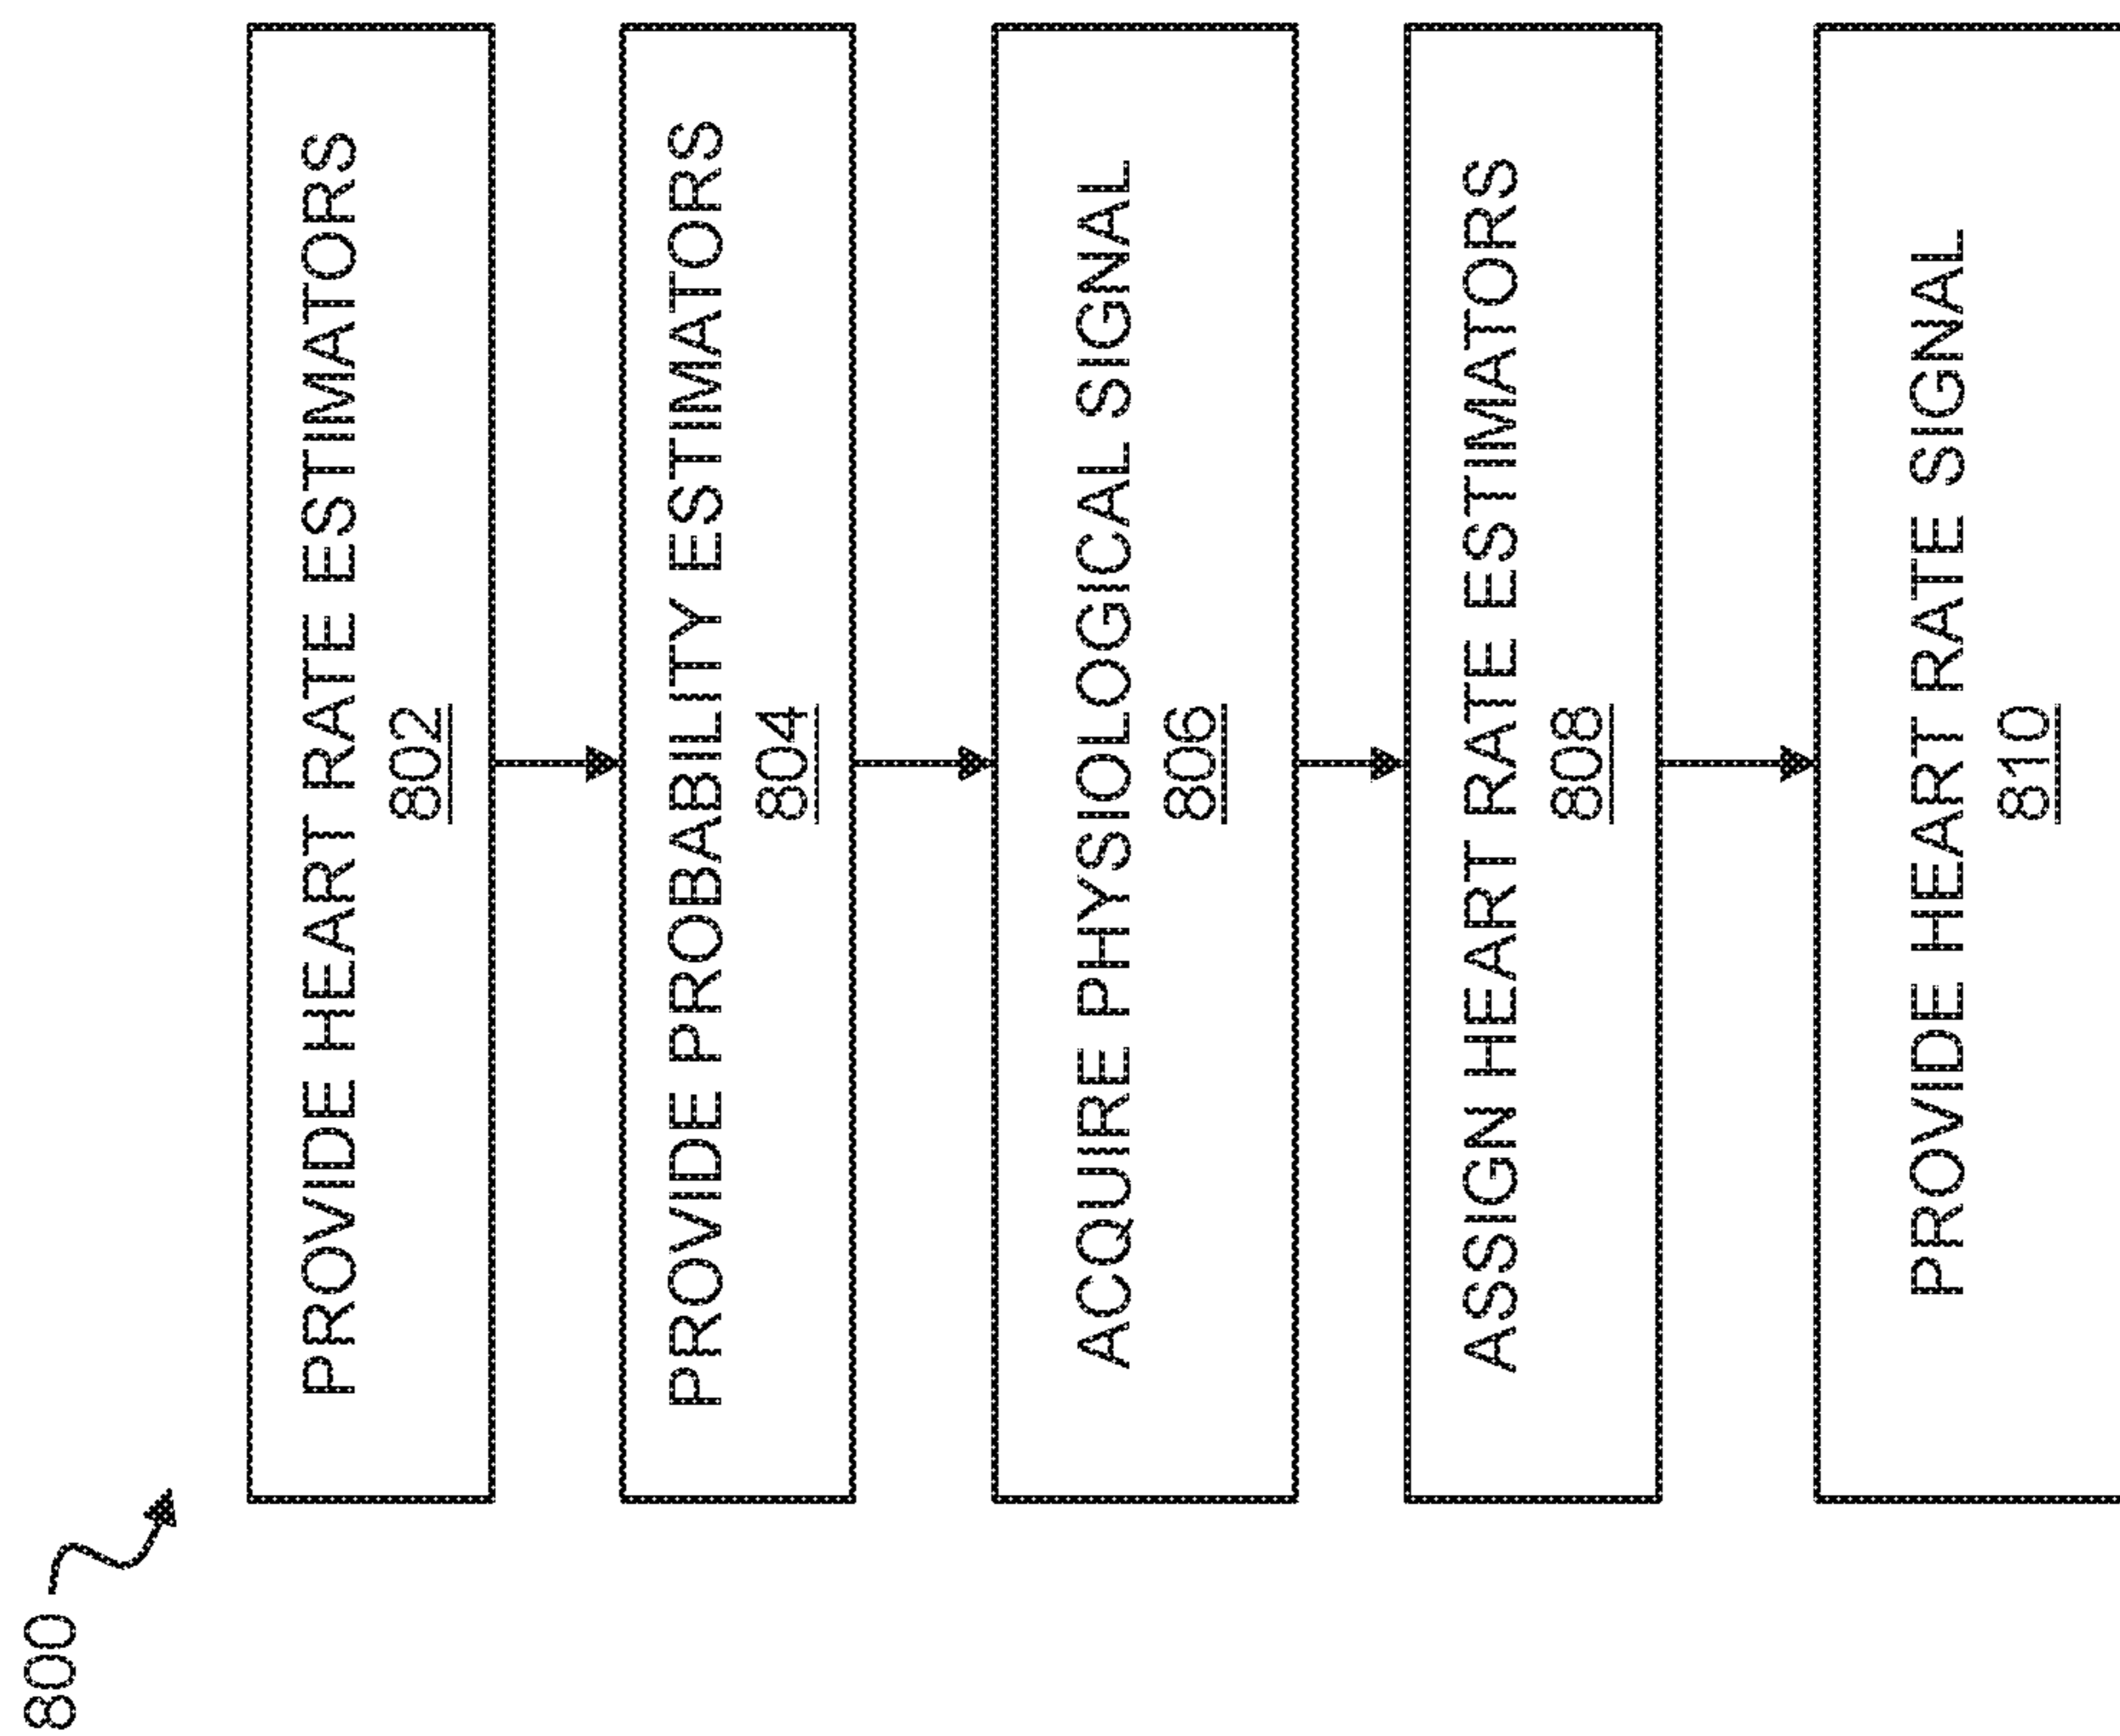 800
PROVIDE HEART RATE ESTIMATORS
802
PROVIDE PROBABILITY ESTIMATORS
804
ACQUIRE PHYSIOLOGICAL SIGNAL
806
ASSIGN HEART RATE ESTIMATORS
808
PROVIDE HEART RATE SIGNAL
810